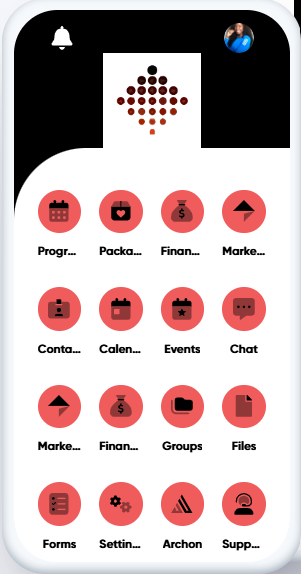 Progr... Packa... Finan... Marke...
Conta... Calen... Events Chat
Marke... Finan... Groups Files
Forms Settin... Archon Supp...